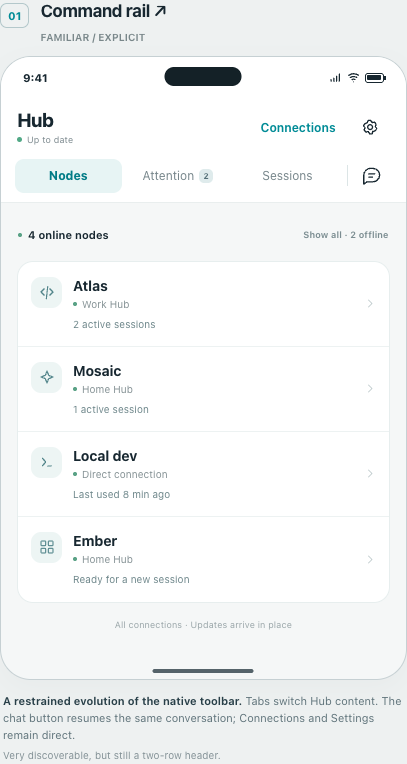 01 Command rail ↗
FAMILIAR / EXPLICIT
9:41
Hub
Up to date
Connections
Nodes Attention 2 Sessions
4 online nodes Show all · 2 offline
Atlas
Work Hub
2 active sessions
Mosaic
Home Hub
1 active session
Local dev
Direct connection
Last used 8 min ago
Ember
Home Hub
Ready for a new session
All connections · Updates arrive in place
A restrained evolution of the native toolbar. Tabs switch Hub content. The
chat button resumes the same conversation; Connections and Settings
remain direct.
Very discoverable, but still a two-row header.